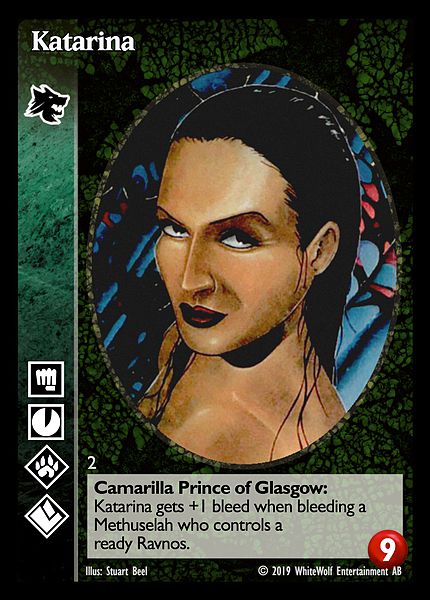 Katarina
2
Camarilla Prince of Glasgow:
Katarina gets +1 bleed when bleeding a
Methuselah who controls a
ready Ravnos.
9
Illus: Stuart Beel
© 2019 WhiteWolf Entertainment AB